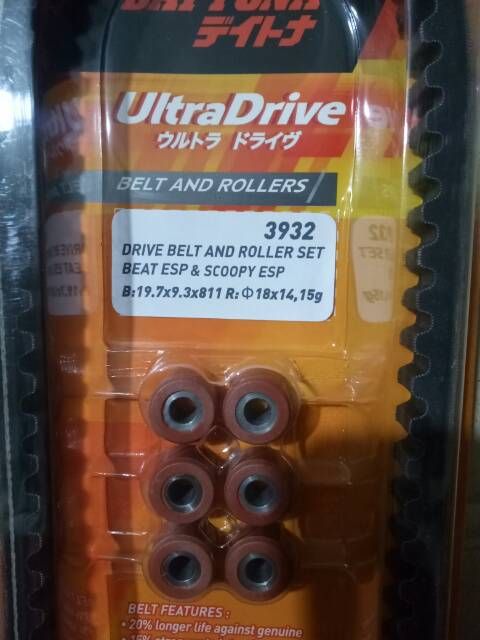 DAYTONA
デイトナ
UltraDrive
ウルトラ ドライヴ
BELT AND ROLLERS
3932
DRIVE BELT AND ROLLER SET
BEAT ESP & SCOOPY ESP
B:19.7x9.3x811 R: Φ18x14,15g
BELT FEATURES :
• 20% longer life against genuine